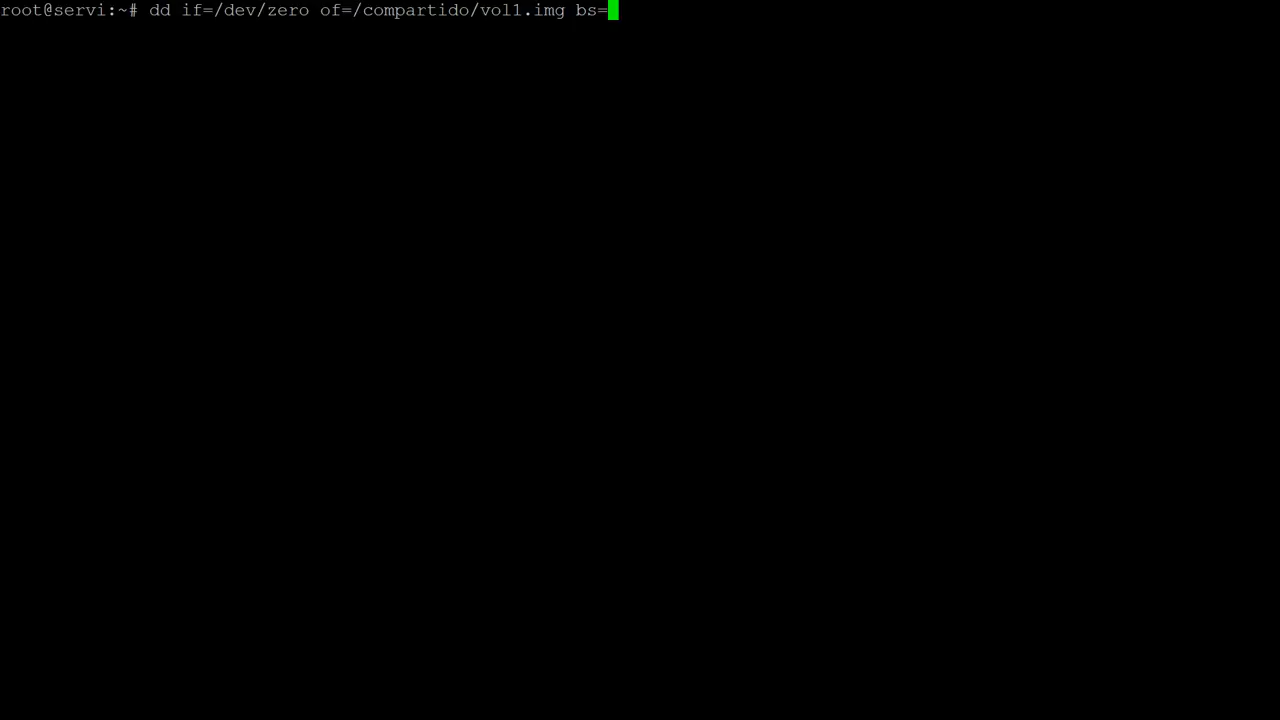 root@servi:~# dd if=/dev/zero of=/compartido/vol1.img bs=